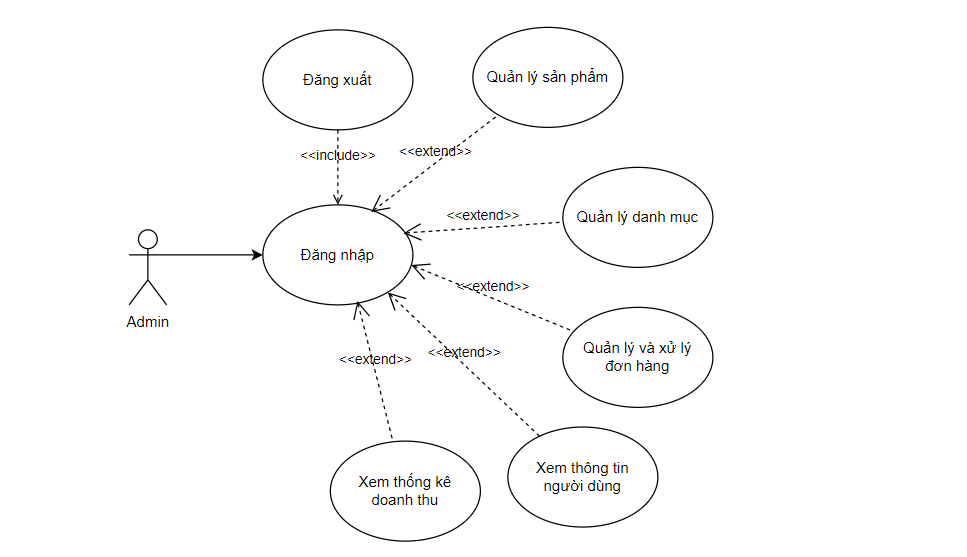 Đăng xuất
Quản lý sản phẩm
<<include>>
<<extend>>
<<extend>>
Quản lý danh mục
Đăng nhập
<<extend>>
Admin
Quản lý và xử lý
đơn hàng
<<extend>>
<<extend>>
Xem thống kê
doanh thu
Xem thông tin
người dùng